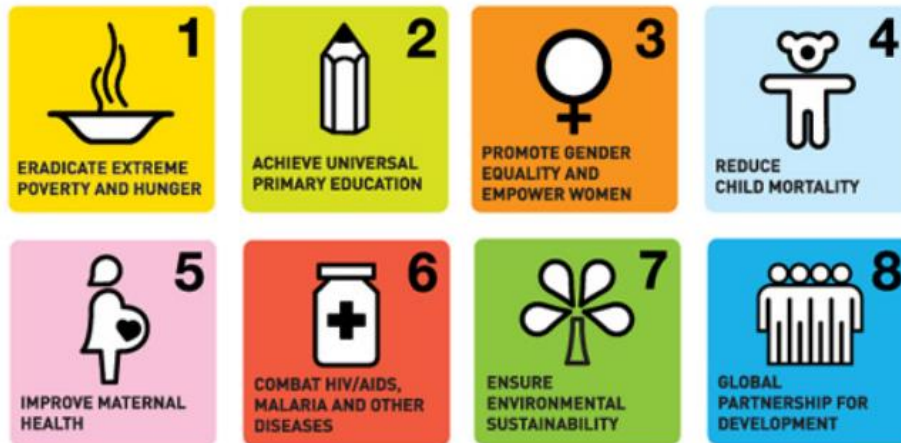 1
ERADICATE EXTREME
POVERTY AND HUNGER
2
ACHIEVE UNIVERSAL
PRIMARY EDUCATION
3
PROMOTE GENDER
EQUALITY AND
EMPOWER WOMEN
4
REDUCE
CHILD MORTALITY
5
IMPROVE MATERNAL
HEALTH
6
COMBAT HIV/AIDS,
MALARIA AND OTHER
DISEASES
7
ENSURE
ENVIRONMENTAL
SUSTAINABILITY
8
GLOBAL
PARTNERSHIP FOR
DEVELOPMENT